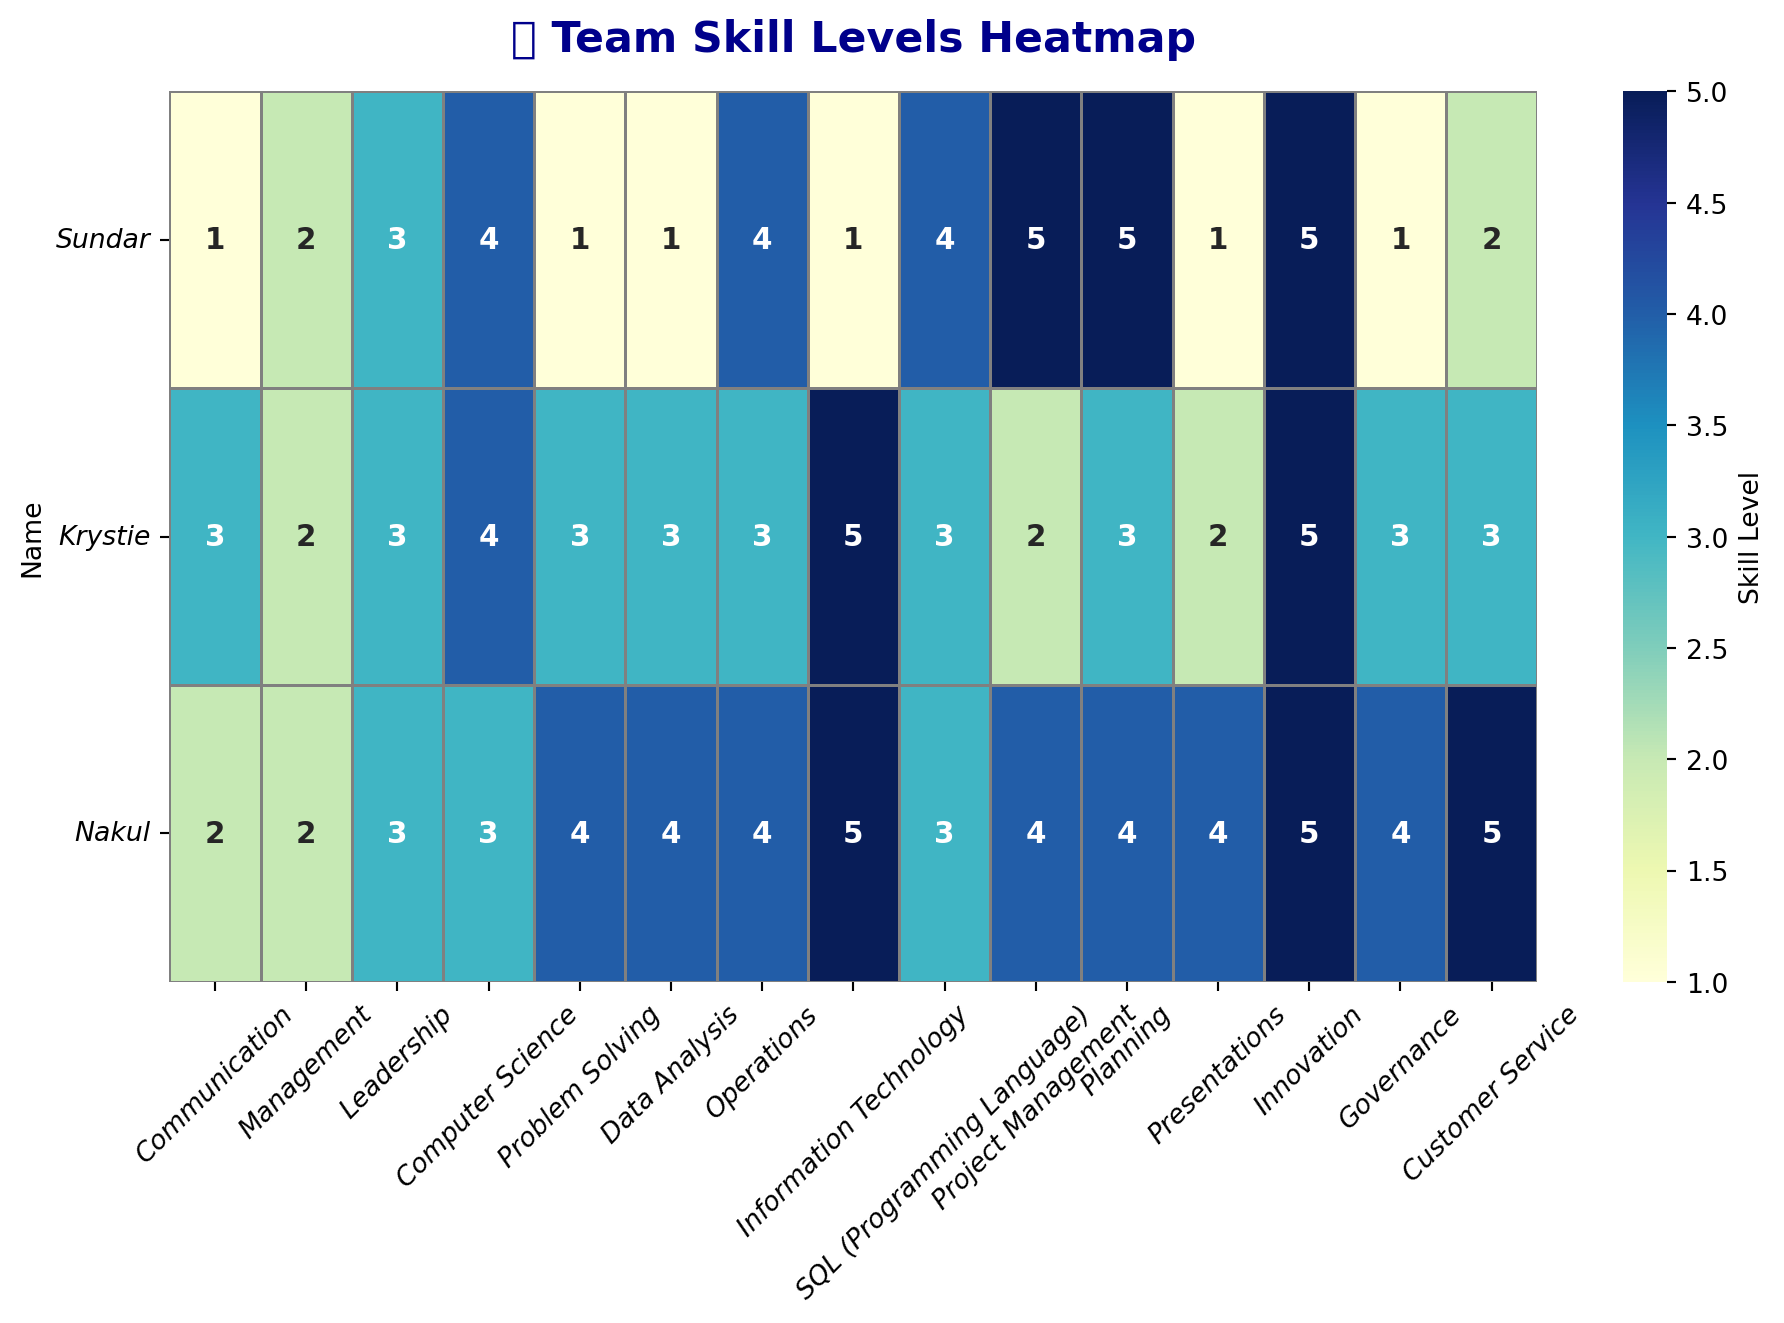 Team Skill Levels Heatmap
Name
Sundar 1 2 3 4 1 1 4 1 4 5 5 1 5 1 2
Krystie 3 2 3 4 3 3 3 5 3 2 3 2 5 3 3
Nakul 2 2 3 3 4 4 4 5 3 4 4 4 5 4 5
Communication
Management
Leadership
Computer Science
Problem Solving
Data Analysis
Operations
Information Technology
SQL (Programming Language)
Project Management
Planning
Presentations
Innovation
Governance
Customer Service
5.0
4.5
4.0
3.5
3.0
2.5
2.0
1.5
1.0
Skill Level